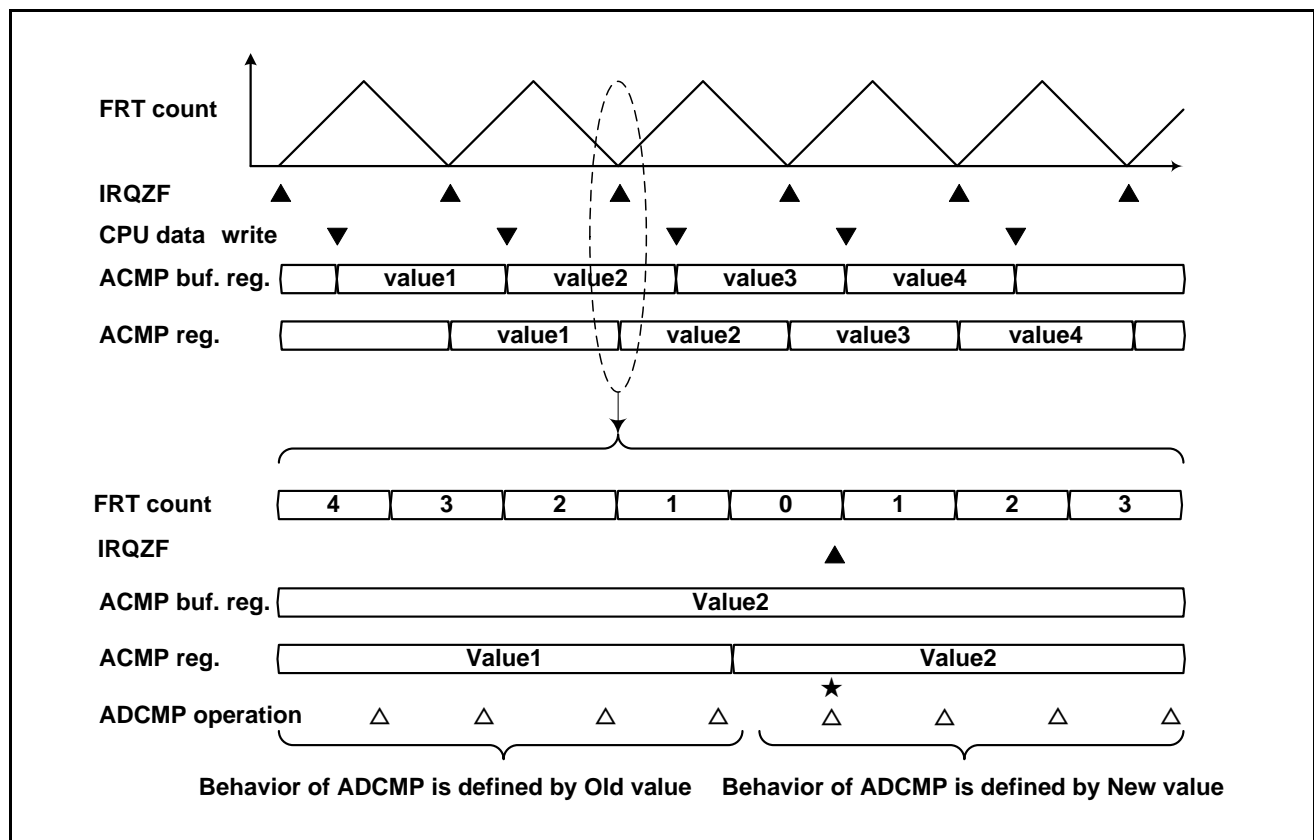 FRT count
IRQZF
CPU data write
ACMP buf. reg. value1 value2 value3 value4
ACMP reg. value1 value2 value3 value4
FRT count 4 3 2 1 0 1 2 3
IRQZF
ACMP buf. reg. Value2
ACMP reg. Value1 Value2
ADCMP operation
Behavior of ADCMP is defined by Old value Behavior of ADCMP is defined by New value